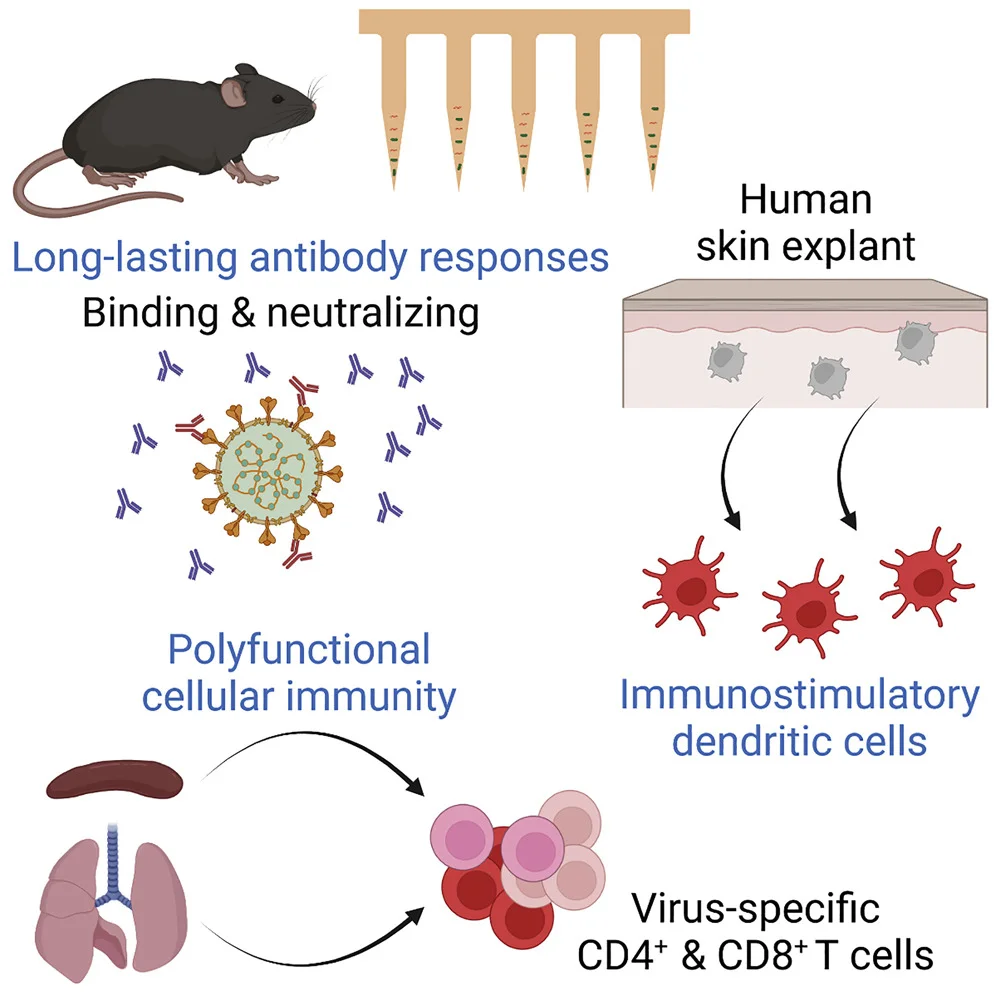 Long-lasting antibody responses
Binding & neutralizing
Human
skin explant
Polyfunctional
cellular immunity
Immunostimulatory
dendritic cells
Virus-specific
CD4⁺ & CD8⁺ T cells